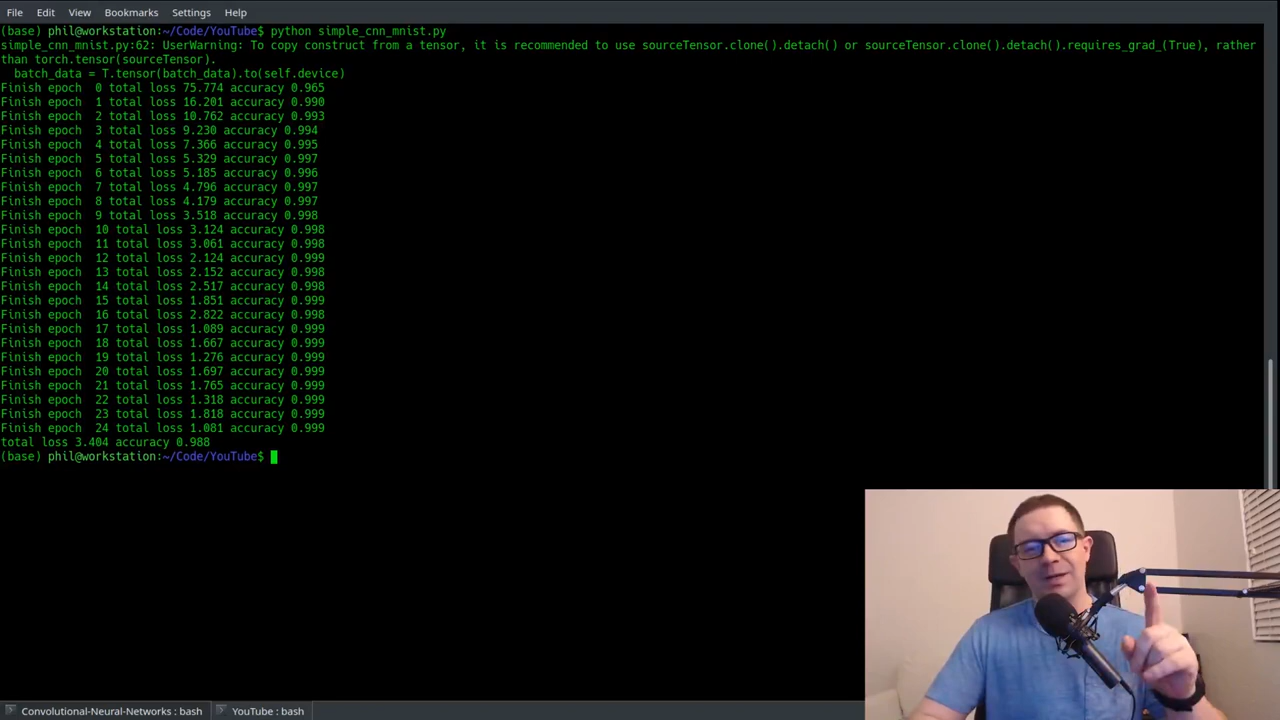 File Edit View Bookmarks Settings Help
(base) phil@workstation:~/Code/YouTube$ python simple_cnn_mnist.py
simple_cnn_mnist.py:62: UserWarning: To copy construct from a tensor, it is recommended to use sourceTensor.clone().detach() or sourceTensor.clone().detach().requires_grad_(True), rather
than torch.tensor(sourceTensor).
  batch_data = T.tensor(batch_data).to(self.device)
Finish epoch  0 total loss 75.774 accuracy 0.965
Finish epoch  1 total loss 16.201 accuracy 0.990
Finish epoch  2 total loss 10.762 accuracy 0.993
Finish epoch  3 total loss 9.230 accuracy 0.994
Finish epoch  4 total loss 7.366 accuracy 0.995
Finish epoch  5 total loss 5.329 accuracy 0.997
Finish epoch  6 total loss 5.185 accuracy 0.996
Finish epoch  7 total loss 4.796 accuracy 0.997
Finish epoch  8 total loss 4.179 accuracy 0.997
Finish epoch  9 total loss 3.518 accuracy 0.998
Finish epoch  10 total loss 3.124 accuracy 0.998
Finish epoch  11 total loss 3.061 accuracy 0.998
Finish epoch  12 total loss 2.124 accuracy 0.999
Finish epoch  13 total loss 2.152 accuracy 0.998
Finish epoch  14 total loss 2.517 accuracy 0.998
Finish epoch  15 total loss 1.851 accuracy 0.999
Finish epoch  16 total loss 2.822 accuracy 0.998
Finish epoch  17 total loss 1.089 accuracy 0.999
Finish epoch  18 total loss 1.667 accuracy 0.999
Finish epoch  19 total loss 1.276 accuracy 0.999
Finish epoch  20 total loss 1.697 accuracy 0.999
Finish epoch  21 total loss 1.765 accuracy 0.999
Finish epoch  22 total loss 1.318 accuracy 0.999
Finish epoch  23 total loss 1.818 accuracy 0.999
Finish epoch  24 total loss 1.081 accuracy 0.999
total loss 3.404 accuracy 0.988
(base) phil@workstation:~/Code/YouTube$
Convolutional-Neural-Networks : bash YouTube : bash